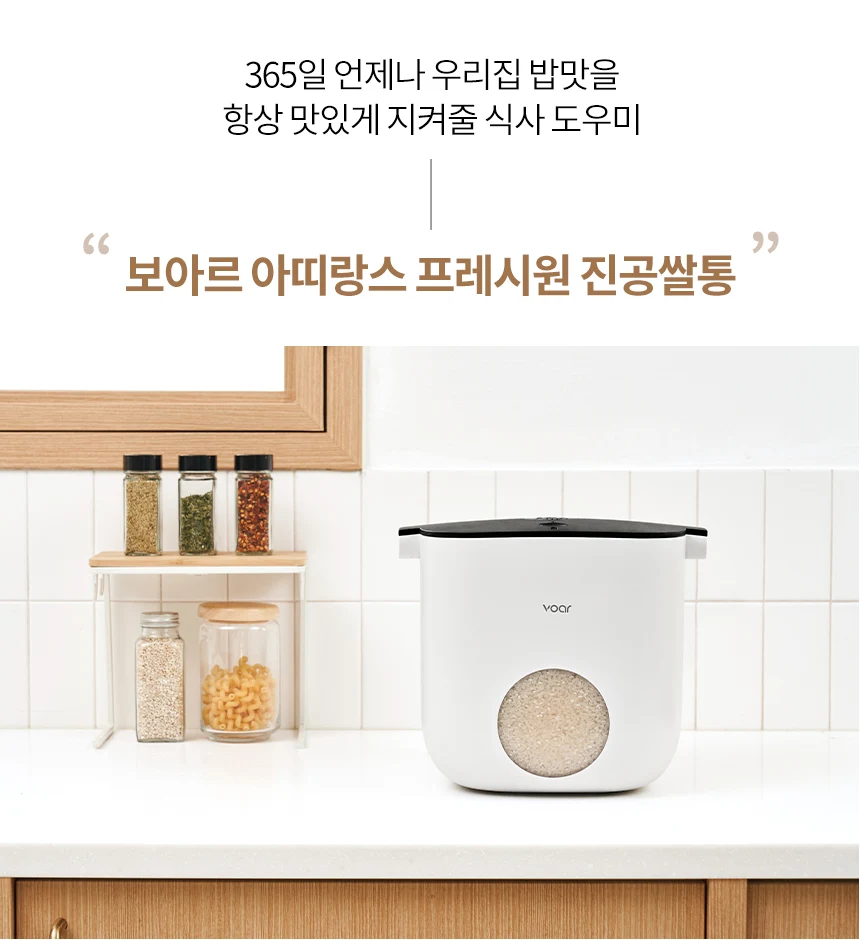 365일 언제나 우리집 밥맛을
항상 맛있게 지켜줄 식사 도우미
“ 보아르 아띠랑스 프레시원 진공쌀통 ”
voar